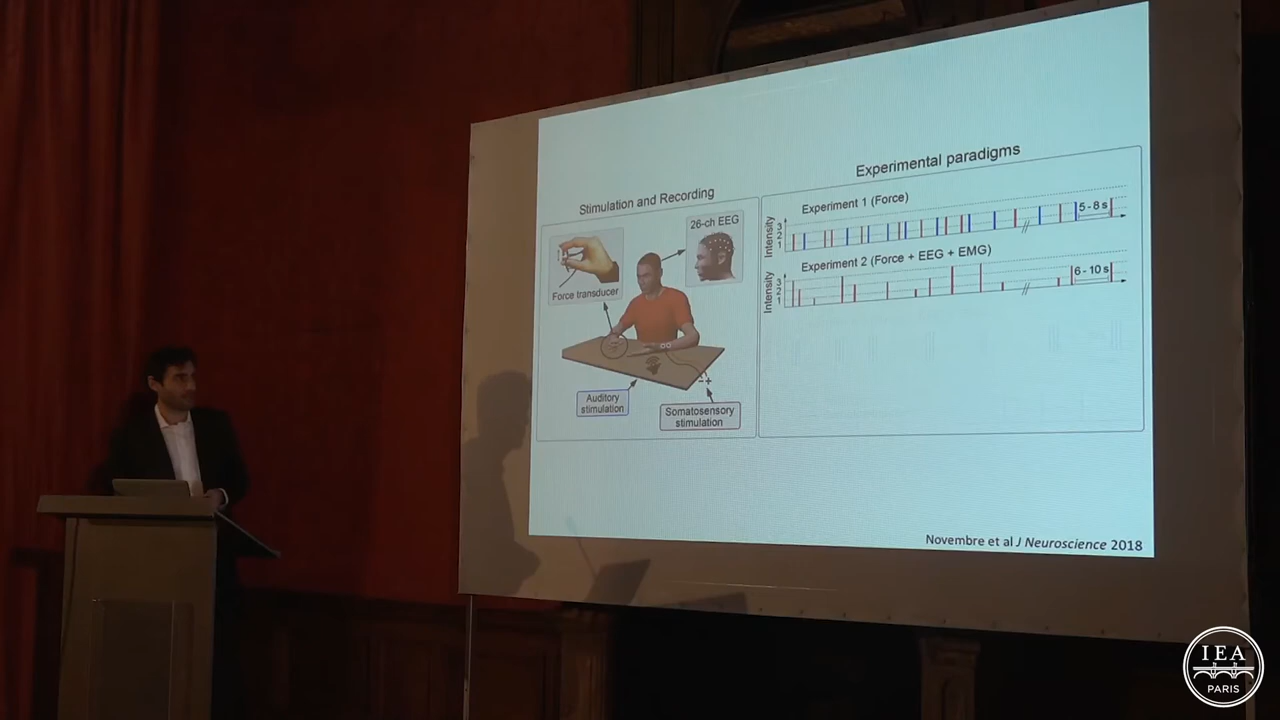 Stimulation and Recording
26-ch EEG
Force transducer
Auditory
stimulation
Somatosensory
stimulation
Experimental paradigms
Experiment 1 (Force)
Intensity
3
2
1
5-8 s
//
Experiment 2 (Force + EEG + EMG)
Intensity
3
2
1
6-10 s
//
Novembre et al J Neuroscience 2018
IEA
PARIS